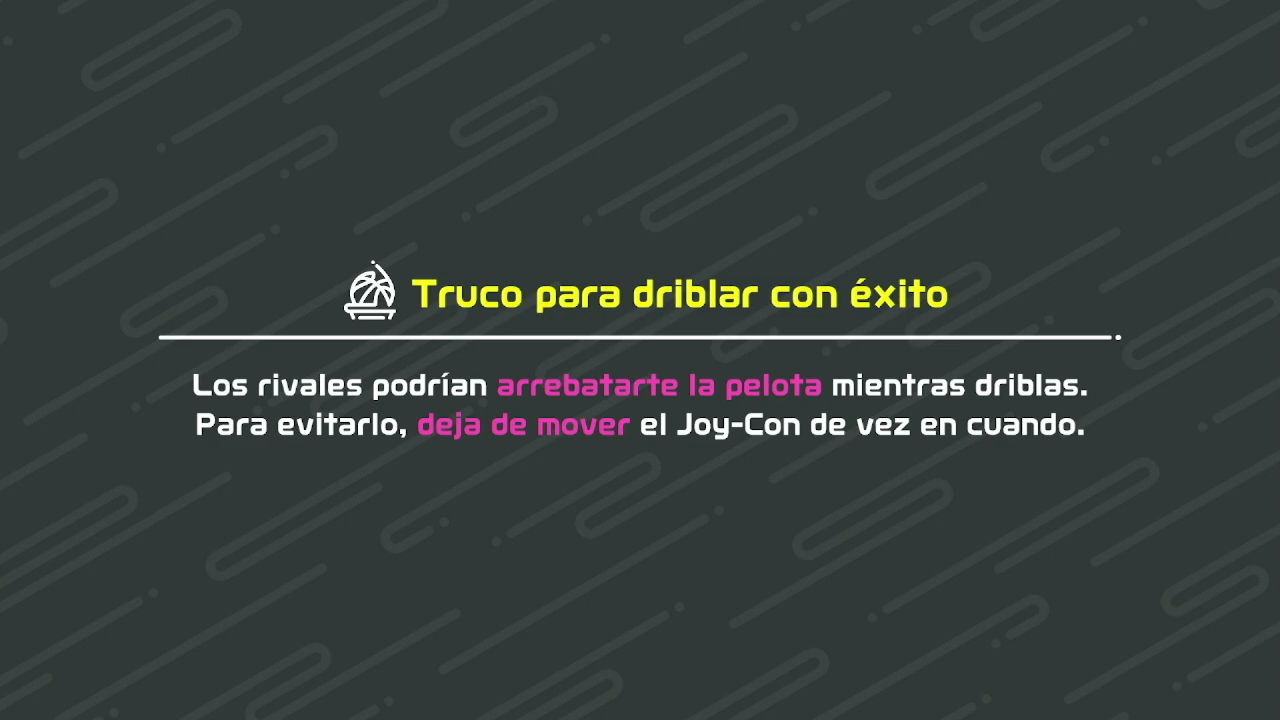 Truco para driblar con éxito
Los rivales podrían arrebatarte la pelota mientras driblas.
Para evitarlo, deja de mover el Joy-Con de vez en cuando.